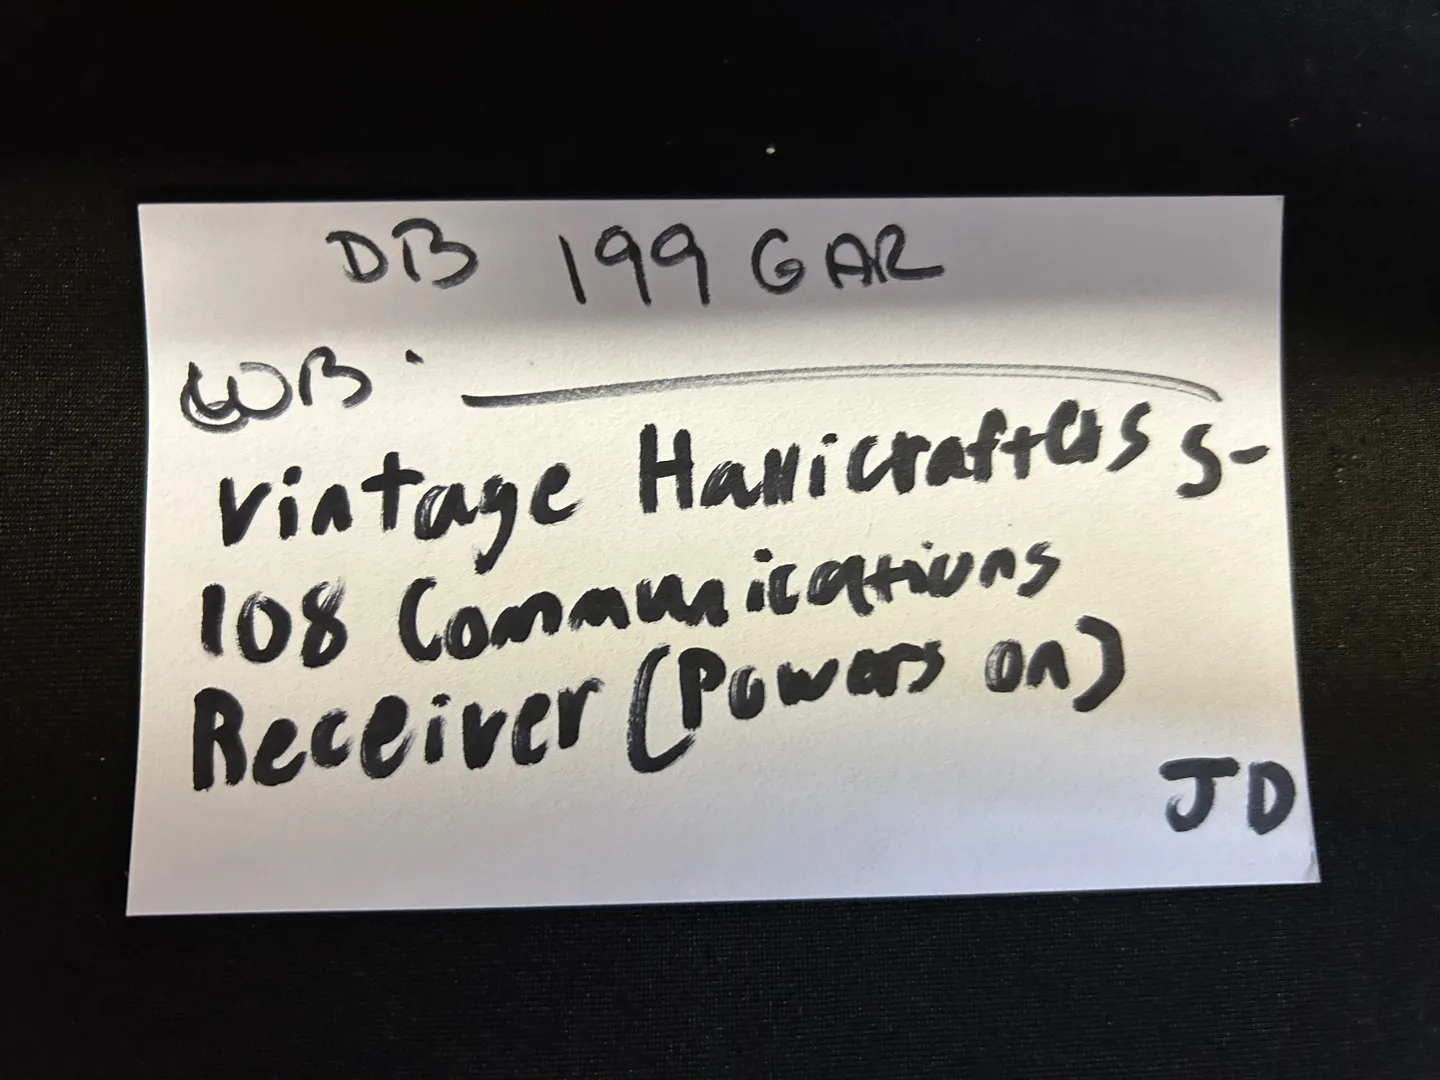 DB 199 GAR
WB.
Vintage Hallicrafters S-
108 Communications
Receiver (Powers on)
JD